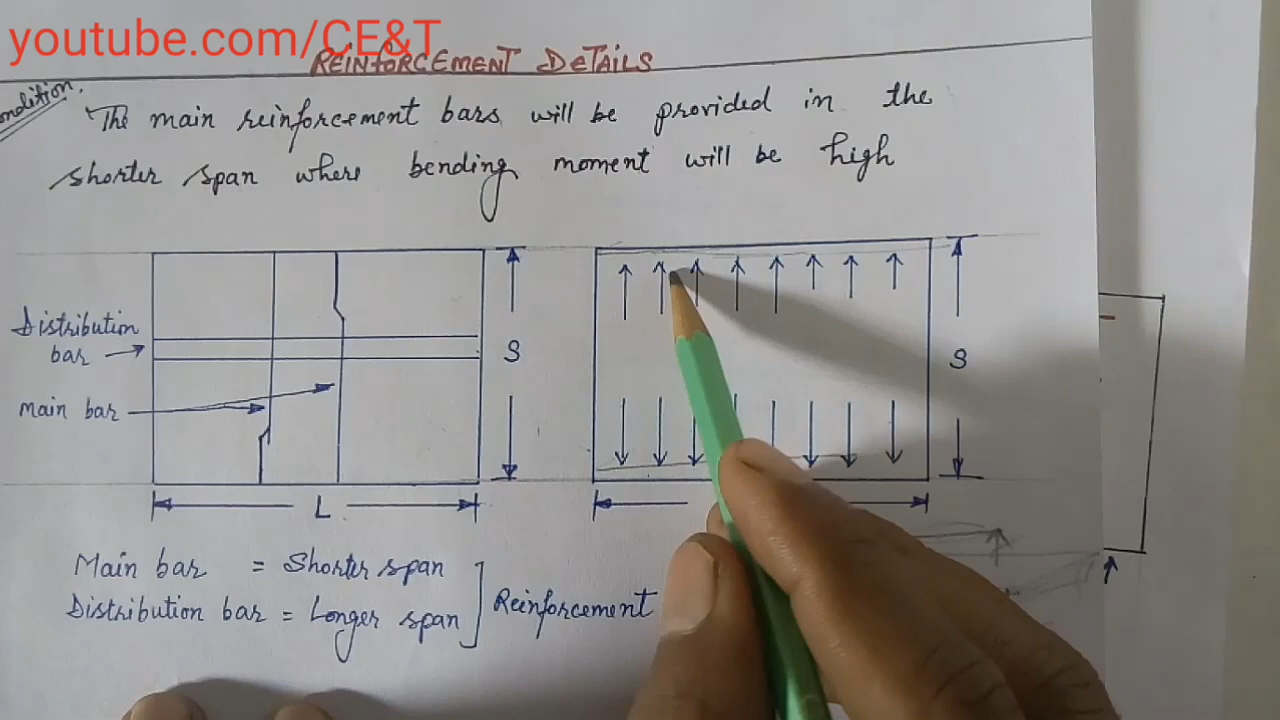 youtube.com/CE&T
REINFORCEMENT DETAILS
The main reinforcement bars will be provided in the
shorter span where bending moment will be high
Distribution
bar
main bar
S
L
S
Main bar = Shorter span
Distribution bar = Longer span
Reinforcement